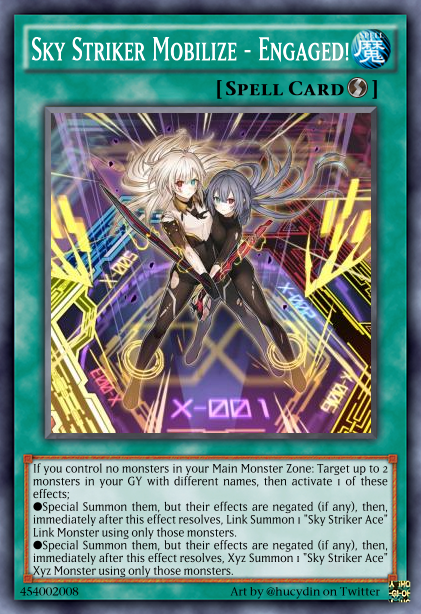 Sky Striker Mobilize - Engaged!
SPELL
魔
[Spell Card]
X-001
X-002
X-001
If you control no monsters in your Main Monster Zone: Target up to 2
monsters in your GY with different names, then activate 1 of these
effects;
●Special Summon them, but their effects are negated (if any), then,
immediately after this effect resolves, Link Summon 1 "Sky Striker Ace"
Link Monster using only those monsters.
●Special Summon them, but their effects are negated (if any), then,
immediately after this effect resolves, Xyz Summon 1 "Sky Striker Ace"
Xyz Monster using only those monsters.
454002008
Art by @hucydin on Twitter